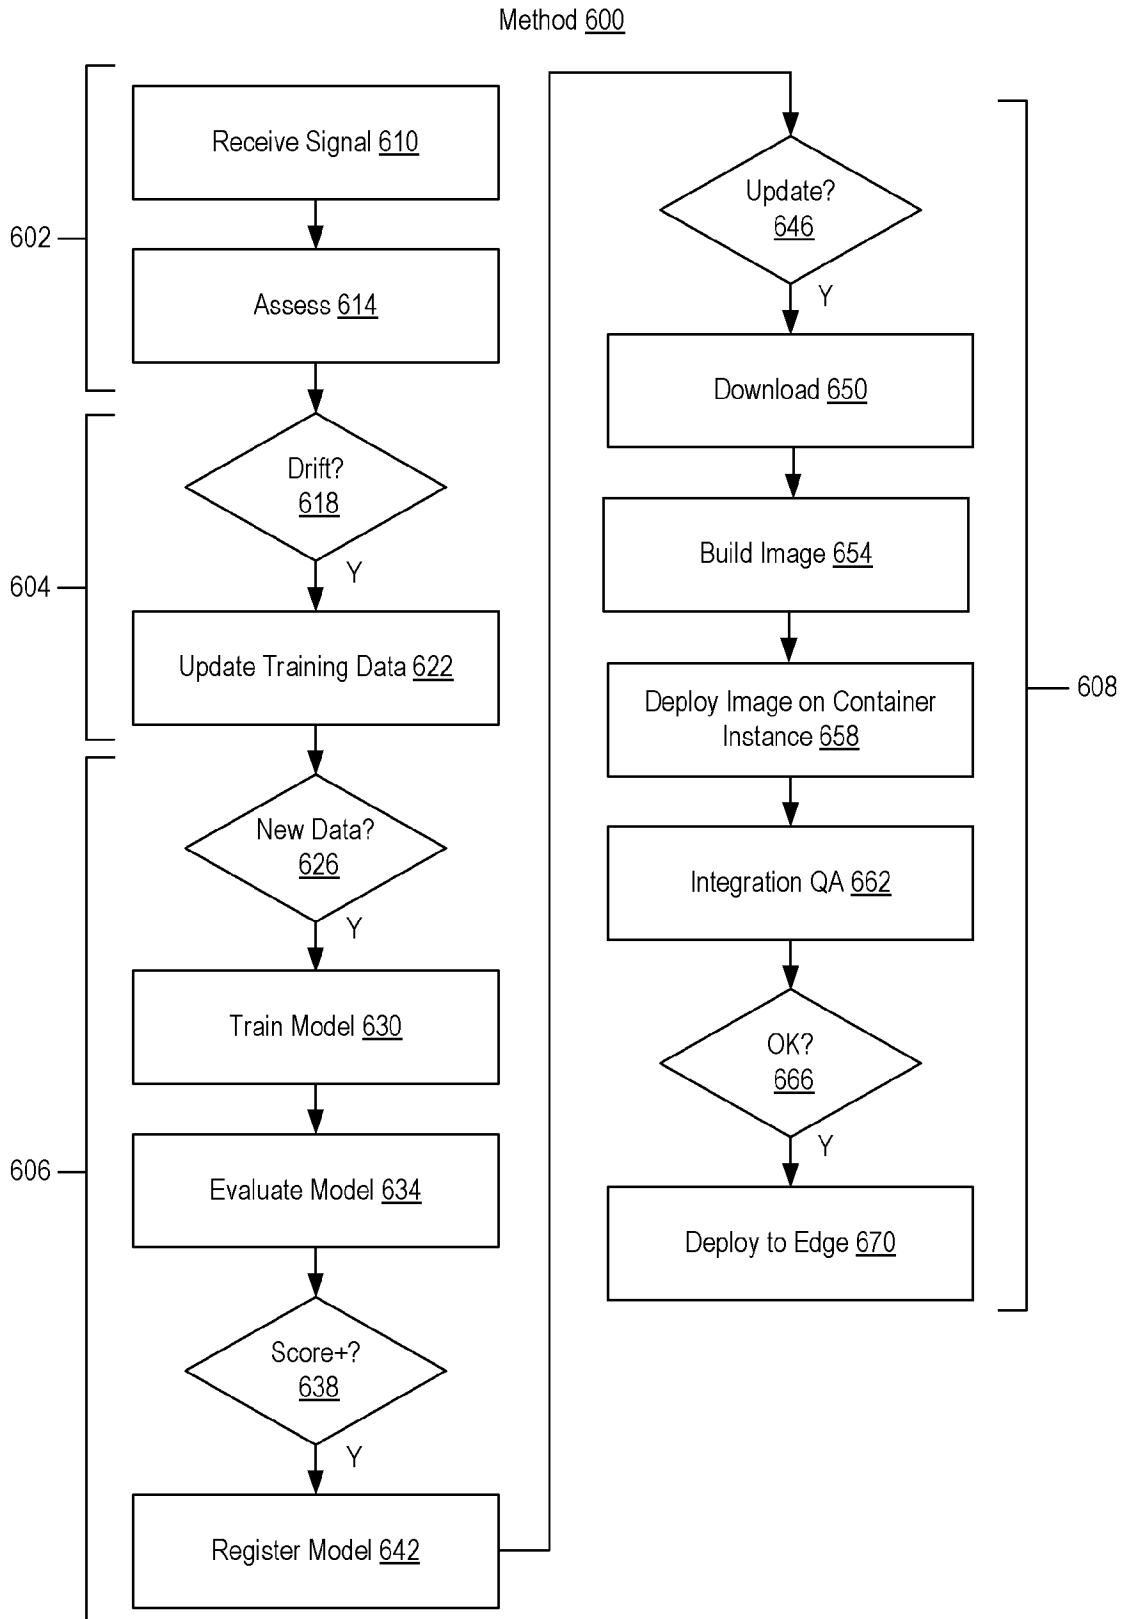 Method 600
Receive Signal 610
602
Assess 614
Drift?
618
Y
604
Update Training Data 622
New Data?
626
Y
Train Model 630
606
Evaluate Model 634
Score+?
638
Y
Register Model 642
Update?
646
Y
Download 650
Build Image 654
Deploy Image on Container
Instance 658
608
Integration QA 662
OK?
666
Y
Deploy to Edge 670